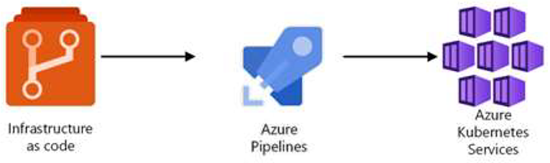 Infrastructure
as code
Azure
Pipelines
Azure
Kubernetes
Services